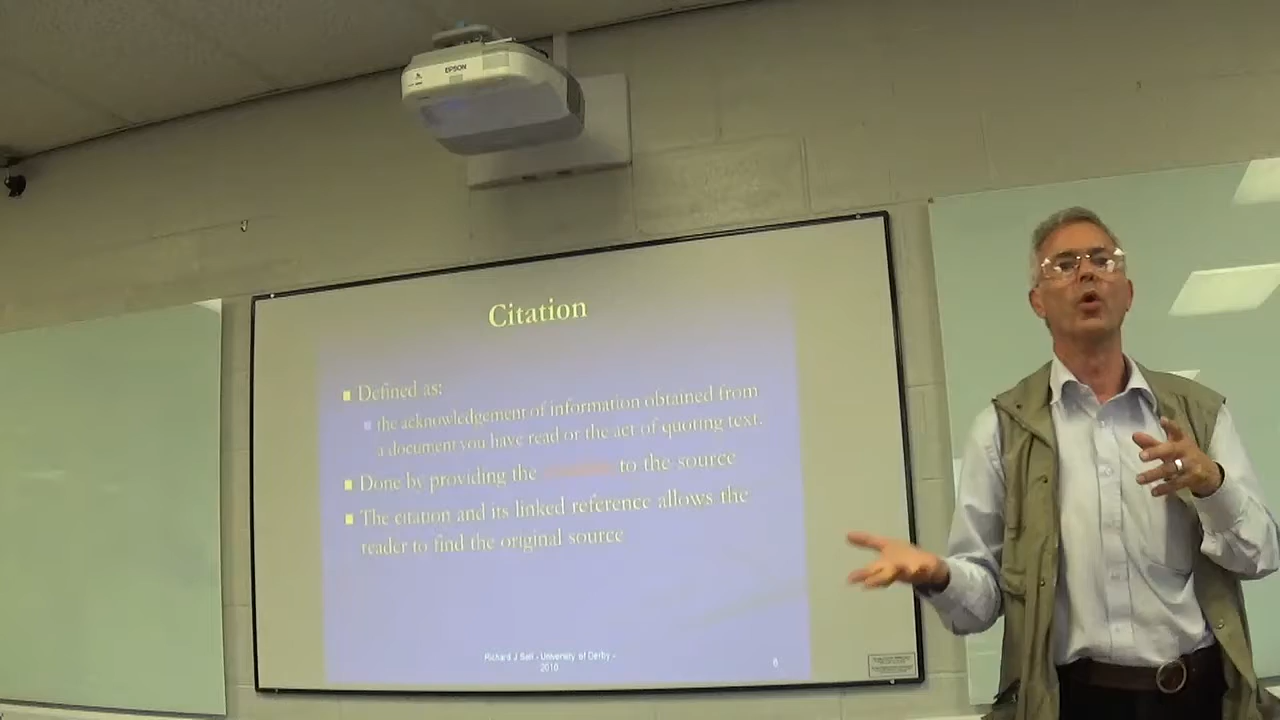 EPSON
Citation
Defined as:
the acknowledgement of information obtained from
a document you have read or the act of quoting text.
Done by providing the to the source
The citation and its linked reference allows the
reader to find the original source
Richard J Self - University of Derby -
2016
6